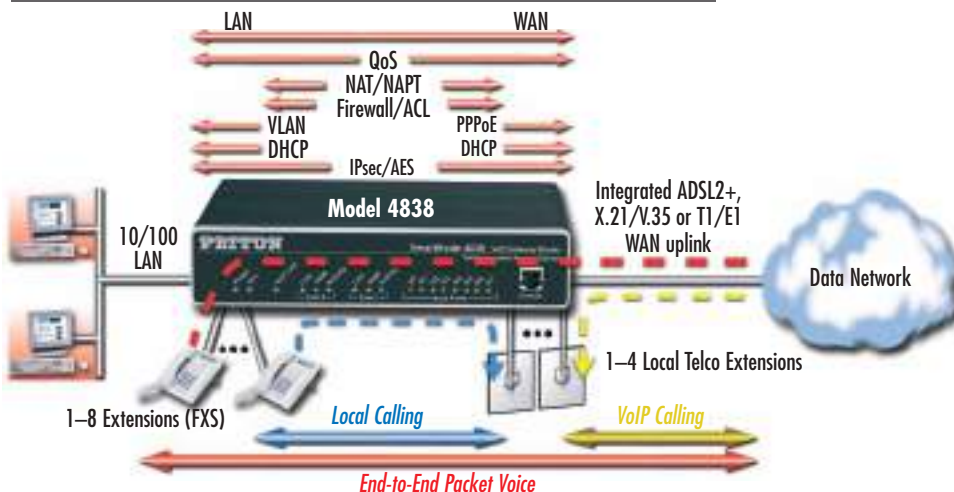 LAN WAN
QoS
NAT/NAPT
Firewall/ACL
VLAN PPPoE
DHCP DHCP
IPsec/AES
Model 4838
PATTON
Integrated ADSL2+,
X.21/V.35 or T1/E1
WAN uplink
10/100
LAN
Data Network
1–4 Local Telco Extensions
1–8 Extensions (FXS)
Local Calling
VoIP Calling
End-to-End Packet Voice